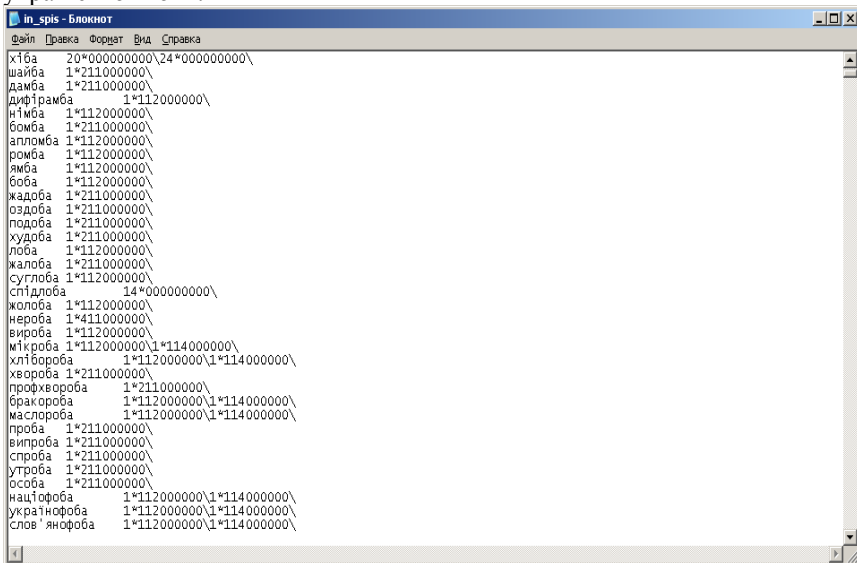 in_spis - Блокнот
Файл Правка Формат Вид Справка
хіба 20*000000000\24*000000000\
шайба 1*211000000\
дамба 1*211000000\
дифірамба 1*112000000\
німба 1*112000000\
бомба 1*211000000\
апломба 1*112000000\
ромба 1*112000000\
ямба 1*112000000\
боба 1*112000000\
жадоба 1*211000000\
оздоба 1*211000000\
подоба 1*211000000\
худоба 1*211000000\
лоба 1*112000000\
жалоба 1*211000000\
суглоба 1*112000000\
спідлоба 14*000000000\
жолоба 1*112000000\
нероба 1*411000000\
вироба 1*112000000\
мікроба 1*112000000\1*114000000\
хлібороба 1*112000000\1*114000000\
хвороба 1*211000000\
профхвороба 1*211000000\
бракороба 1*112000000\1*114000000\
маслороба 1*112000000\1*114000000\
проба 1*211000000\
випроба 1*211000000\
спроба 1*211000000\
утроба 1*211000000\
особа 1*211000000\
націофоба 1*112000000\1*114000000\
українофоба 1*112000000\1*114000000\
слов'янофоба 1*112000000\1*114000000\